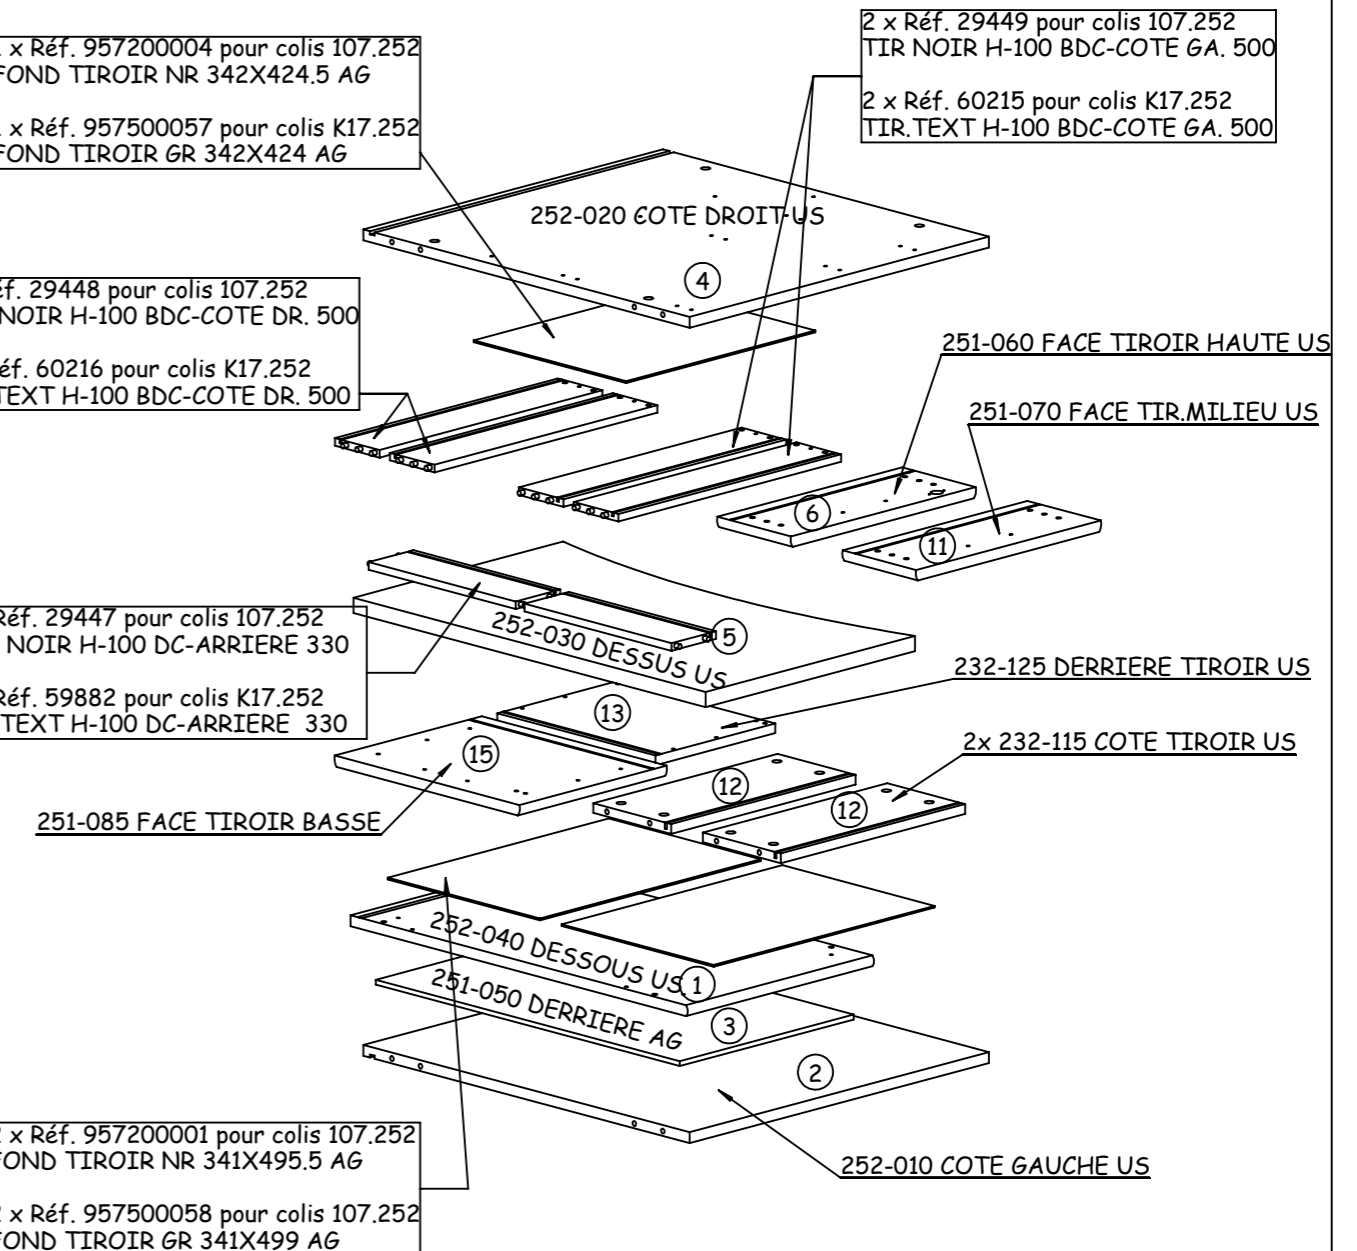 x Réf. 957200004 pour colis 107.252
FOND TIROIR NR 342X424.5 AG
x Réf. 957500057 pour colis K17.252
FOND TIROIR GR 342X424 AG
2 x Réf. 29449 pour colis 107.252
TIR NOIR H-100 BDC-COTE GA. 500
2 x Réf. 60215 pour colis K17.252
TIR.TEXT H-100 BDC-COTE GA. 500
252-020 COTE DROIT US
4
29448 pour colis 107.252
NOIR H-100 BDC-COTE DR. 500
Réf. 60216 pour colis K17.252
TEXT H-100 BDC-COTE DR. 500
251-060 FACE TIROIR HAUTE US
251-070 FACE TIR.MILIEU US
6
11
Réf. 29447 pour colis 107.252
NOIR H-100 DC-ARRIERE 330
Réf. 59882 pour colis K17.252
TEXT H-100 DC-ARRIERE 330
252-030 DESSUS US
5
232-125 DERRIERE TIROIR US
13
15
2x 232-115 COTE TIROIR US
12
12
251-085 FACE TIROIR BASSE
252-040 DESSOUS US
1
251-050 DERRIERE AG
3
2
252-010 COTE GAUCHE US
2 x Réf. 957200001 pour colis 107.252
FOND TIROIR NR 341X495.5 AG
2 x Réf. 957500058 pour colis 107.252
FOND TIROIR GR 341X499 AG